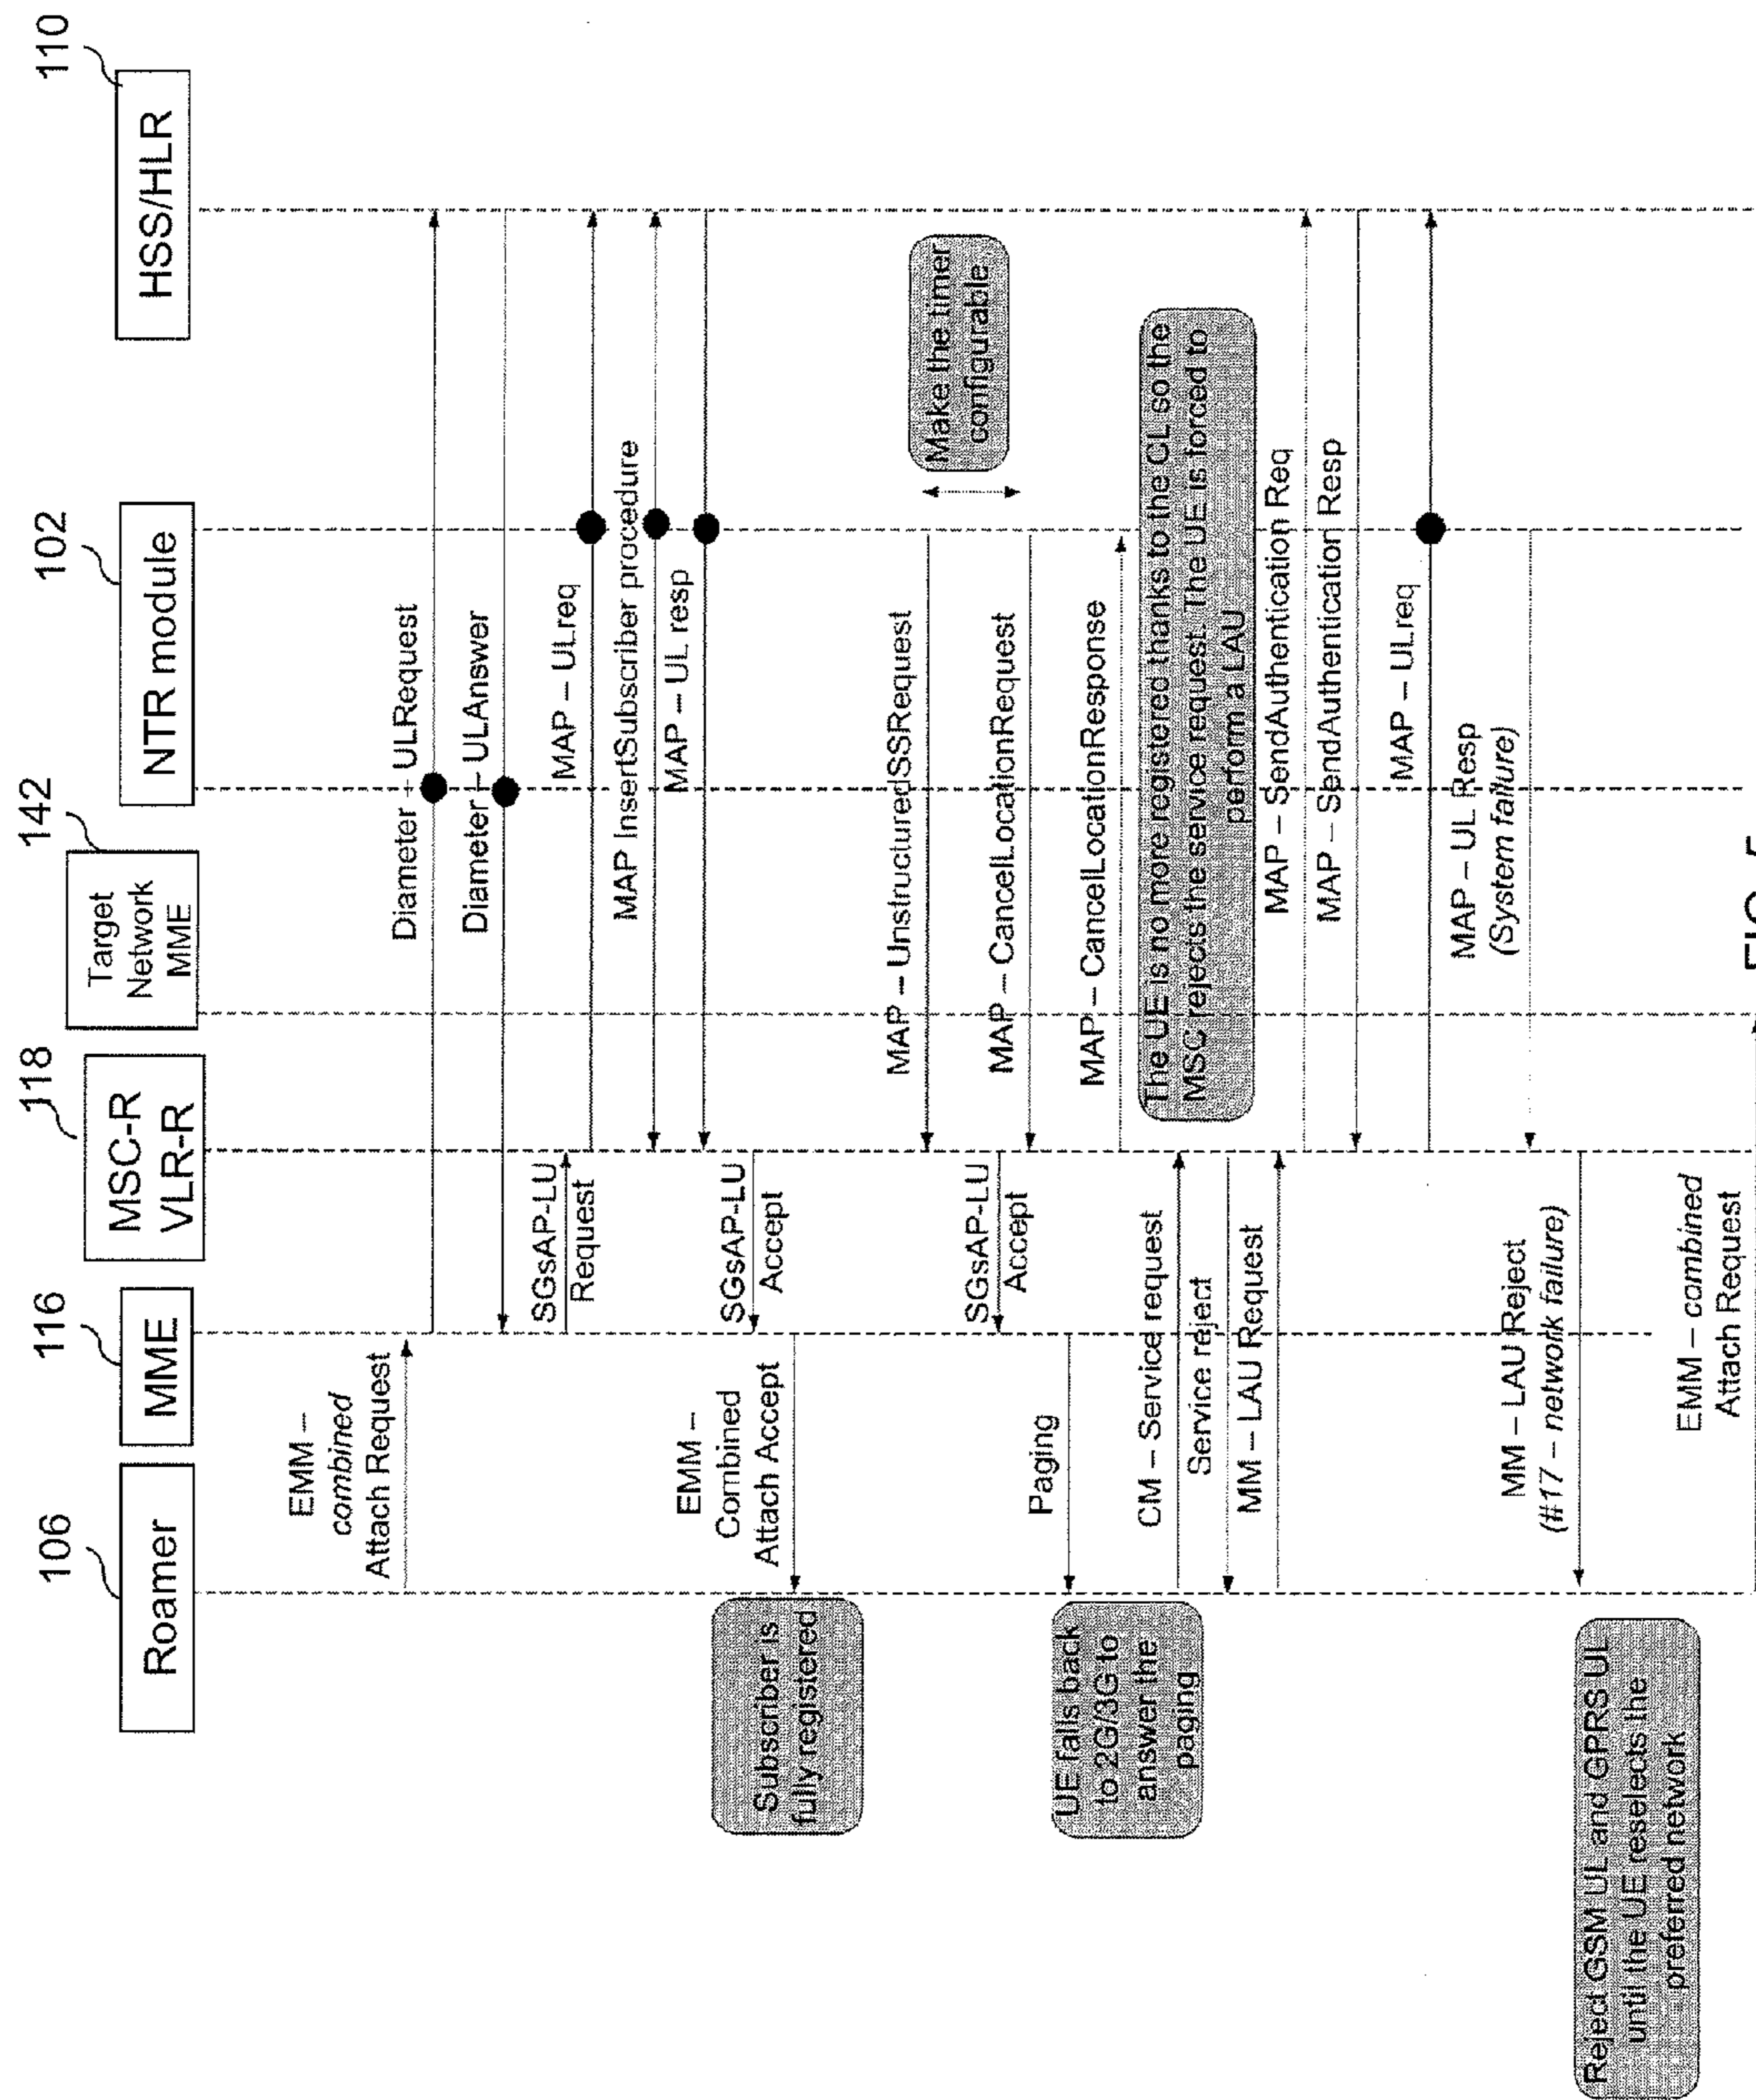 106
Roamer
116
MME
118
MSC-R
VLR-R
142
Target
Network
MME
102
NTR module
110
HSS/HLR
EMM –
combined
Attach Request
Diameter – ULRequest
Diameter – ULAnswer
SGsAP-LU
Request
MAP – ULreq
MAP InsertSubscriber procedure
MAP – UL resp
SGsAP-LU
Accept
EMM –
Combined
Attach Accept
Subscriber is
fully registered
MAP – UnstructuredSSRequest
Make the timer
configurable
SGsAP-LU
Accept
MAP – CancelLocationRequest
Paging
UE falls back
to 2G/3G to
answer the
paging
MAP – CancelLocationResponse
CM – Service request
The UE is no more registered thanks to the CL so the
MSC rejects the service request. The UE is forced to
perform a LAU
Service reject
MM – LAU Request
MAP – SendAuthentication Req
MAP – SendAuthentication Resp
MAP – ULreq
MAP – UL Resp
(System failure)
MM – LAU Reject
(#17 – network failure)
Reject GSM UL and GPRS UL
until the UE reselects the
preferred network
EMM – combined
Attach Request